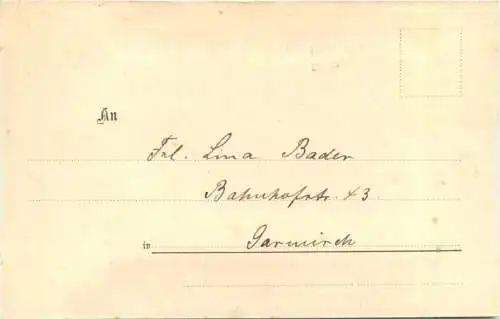 An
Frl. Lina Bader
Bahnhofstr. 43
in Garmisch